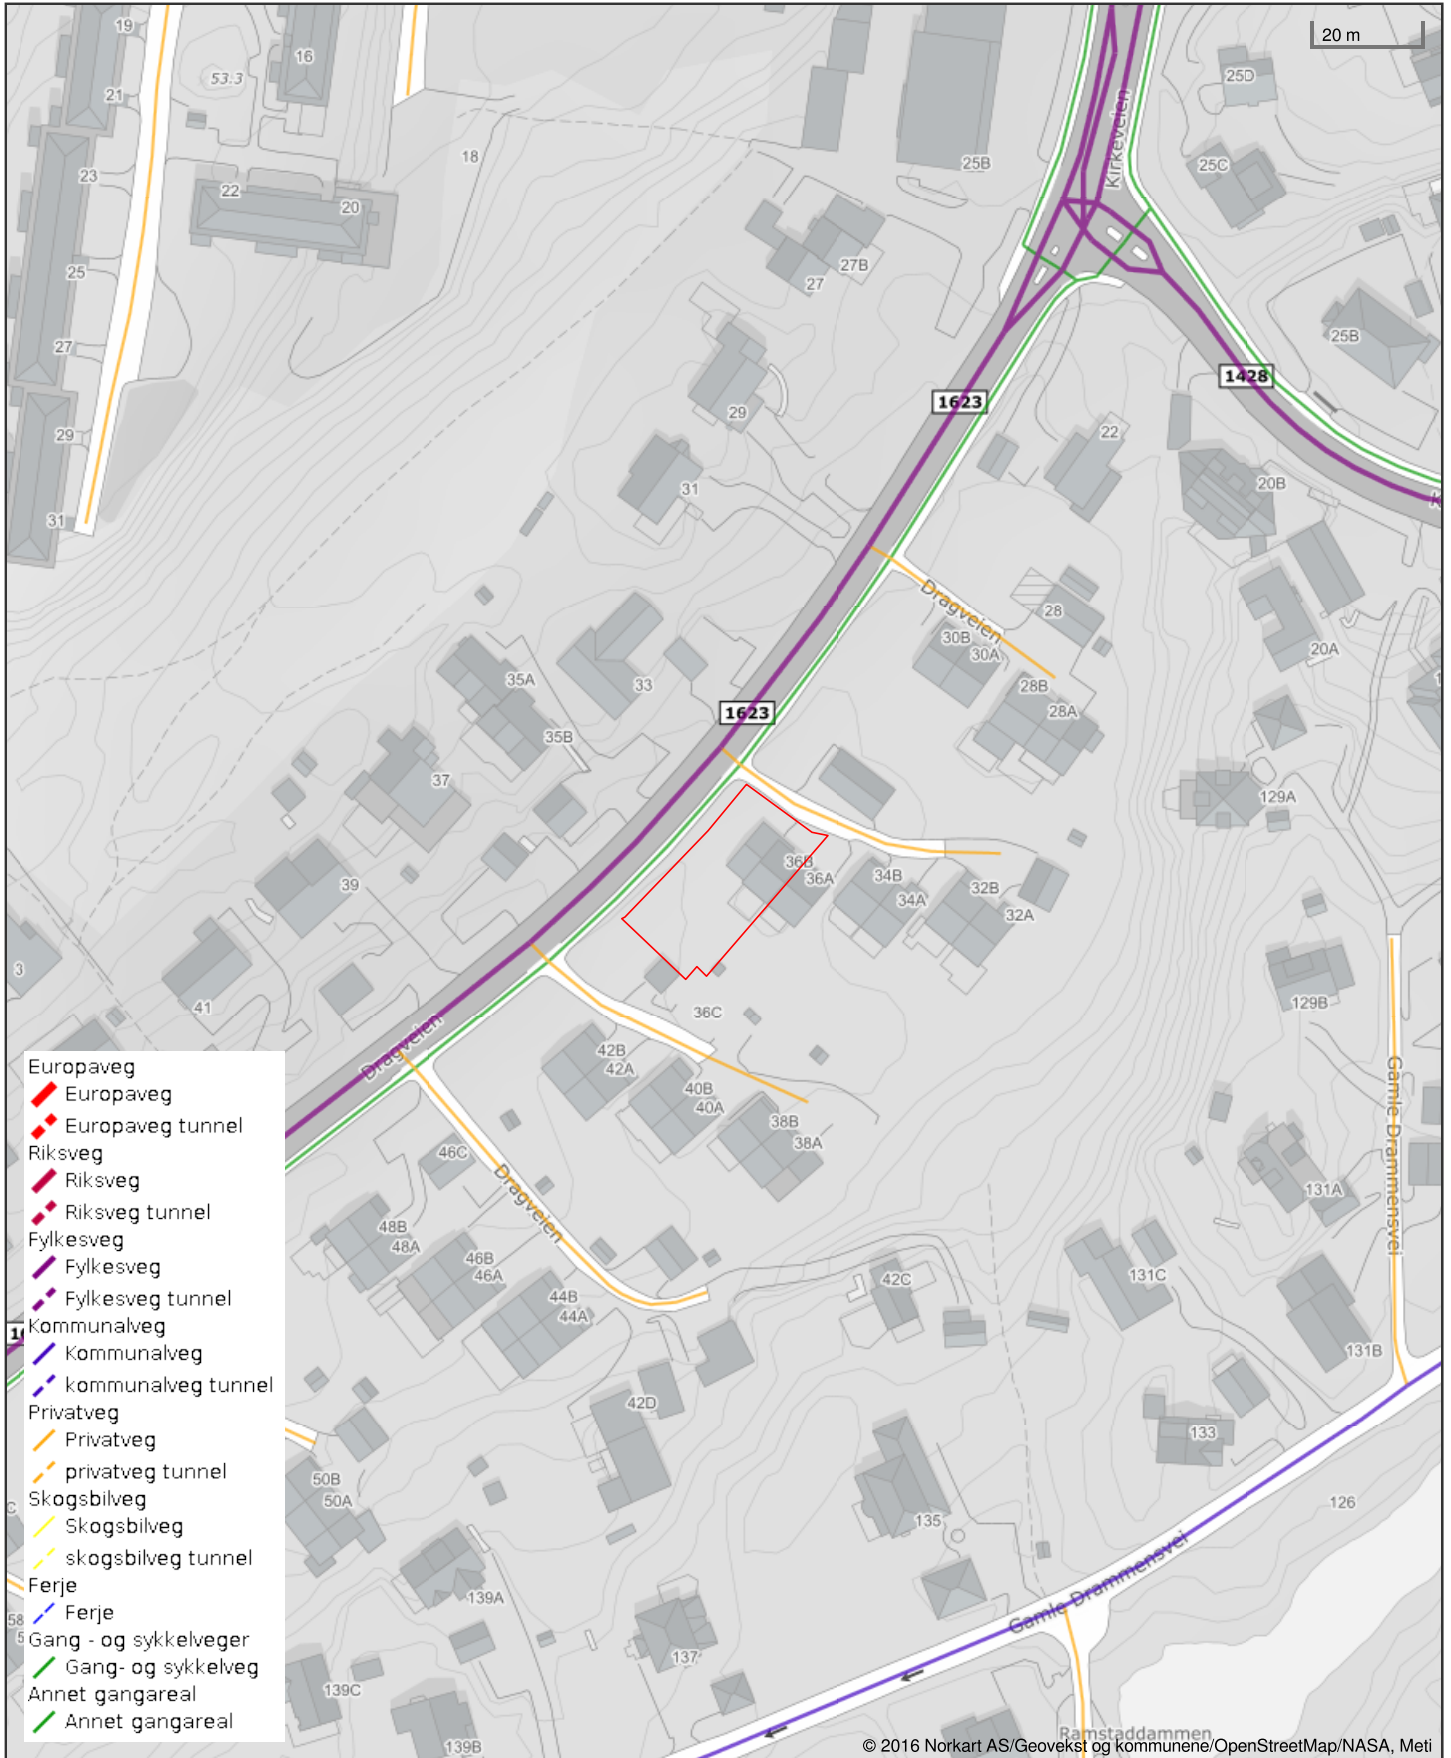 20 m
19
16
53.3
21
25D
Kirkeveien
18
25B
25C
23
22
20
27B
25
27
27
25B
1428
1623
29
29
22
31
20B
31
Dragveien
28
30B
30A
20A
35A
33
28B
28A
1623
35B
37
129A
36B
36A
34B
34A
32B
32A
39
3
129B
41
36C
Dragveien
42B
42A
40B
40A
38B
38A
Gamle Drammensvei
46C
Dragveien
131A
48B
48A
46B
46A
44B
44A
42C
131C
131B
42D
133
50B
50A
135
126
139A
Gamle Drammensvei
137
139C
139B
Ramstaddammen
Europaveg
Europaveg
Europaveg tunnel
Riksveg
Riksveg
Riksveg tunnel
Fylkesveg
Fylkesveg
Fylkesveg tunnel
Kommunalveg
Kommunalveg
kommunalveg tunnel
Privatveg
Privatveg
privatveg tunnel
Skogsbilveg
Skogsbilveg
skogsbilveg tunnel
Ferje
Ferje
Gang - og sykkelveger
Gang- og sykkelveg
Annet gangareal
Annet gangareal
© 2016 Norkart AS/Geovekst og kommunene/OpenStreetMap/NASA, Meti